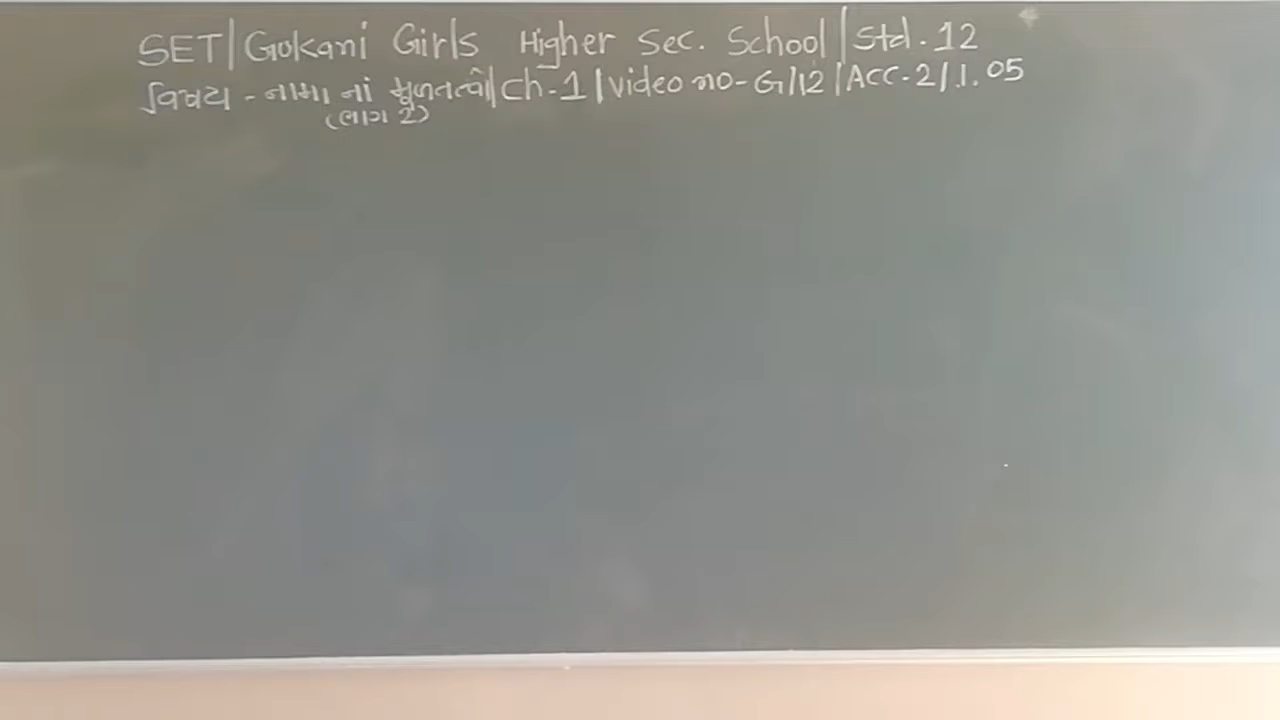 SET | Gokani Girls Higher Sec. School | Std. 12
વિષય - નામાનાં મૂળતત્વો | Ch. 1 | Video no - G/12 | Acc. 2 / 1.05
(ભાગ 2)